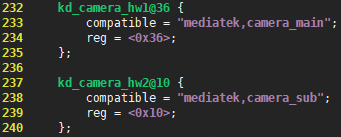 232 kd_camera_hw1@36 {
233 compatible = "mediatek,camera_main";
234 reg = <0x36>;
235 };
236
237 kd_camera_hw2@10 {
238 compatible = "mediatek,camera_sub";
239 reg = <0x10>;
240 };